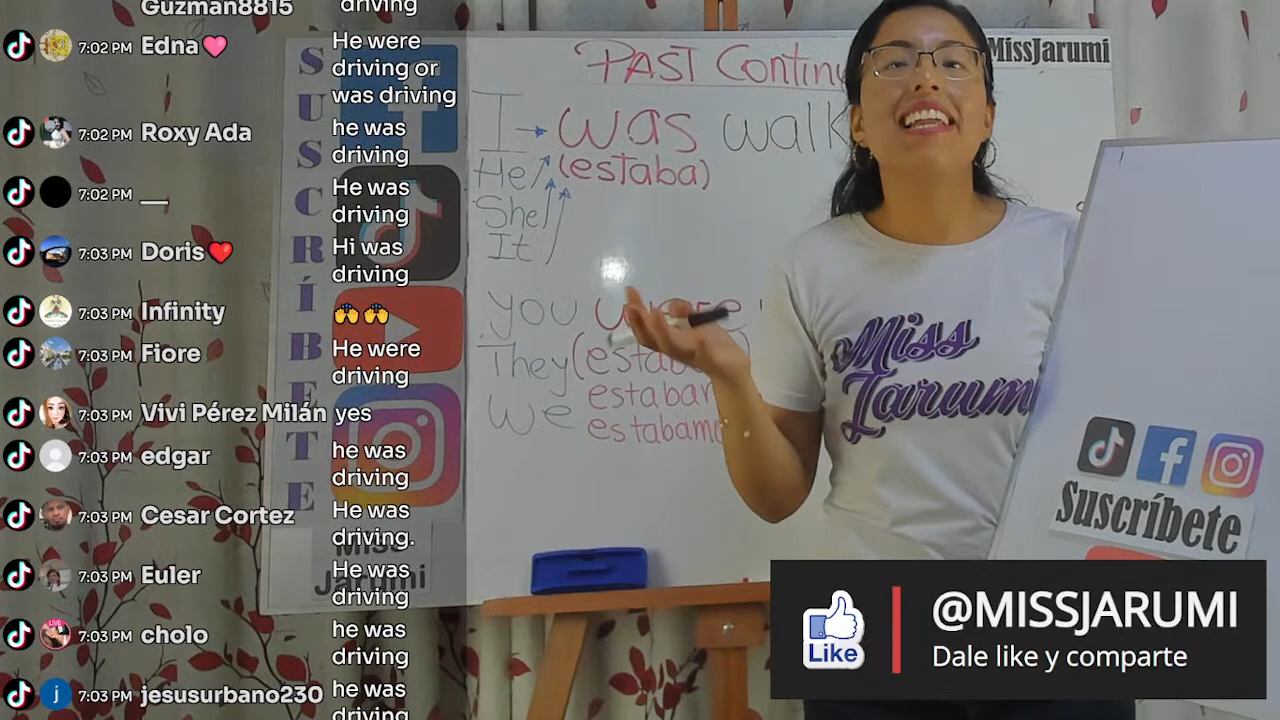 Guzman8815
driving
7:02 PM Edna
He were
driving or
was driving
7:02 PM Roxy Ada
he was
driving
7:02 PM __
He was
driving
7:03 PM Doris
Hi was
driving
7:03 PM Infinity
🙌 🙌
7:03 PM Fiore
He were
driving
7:03 PM Vivi Pérez Milán yes
7:03 PM edgar
he was
driving
7:03 PM Cesar Cortez
He was
driving.
7:03 PM Euler
He was
driving
7:03 PM cholo
he was
driving
7:03 PM jesusurbano230
he was
driving
SUSCRÍBETE
Miss
Jarumi
PAST
MissJarumi
I → was walk
He (estaba)
She
It
you
They
We
Miss
Jarumi
Suscríbete
Like
@MISSJARUMI
Dale like y comparte